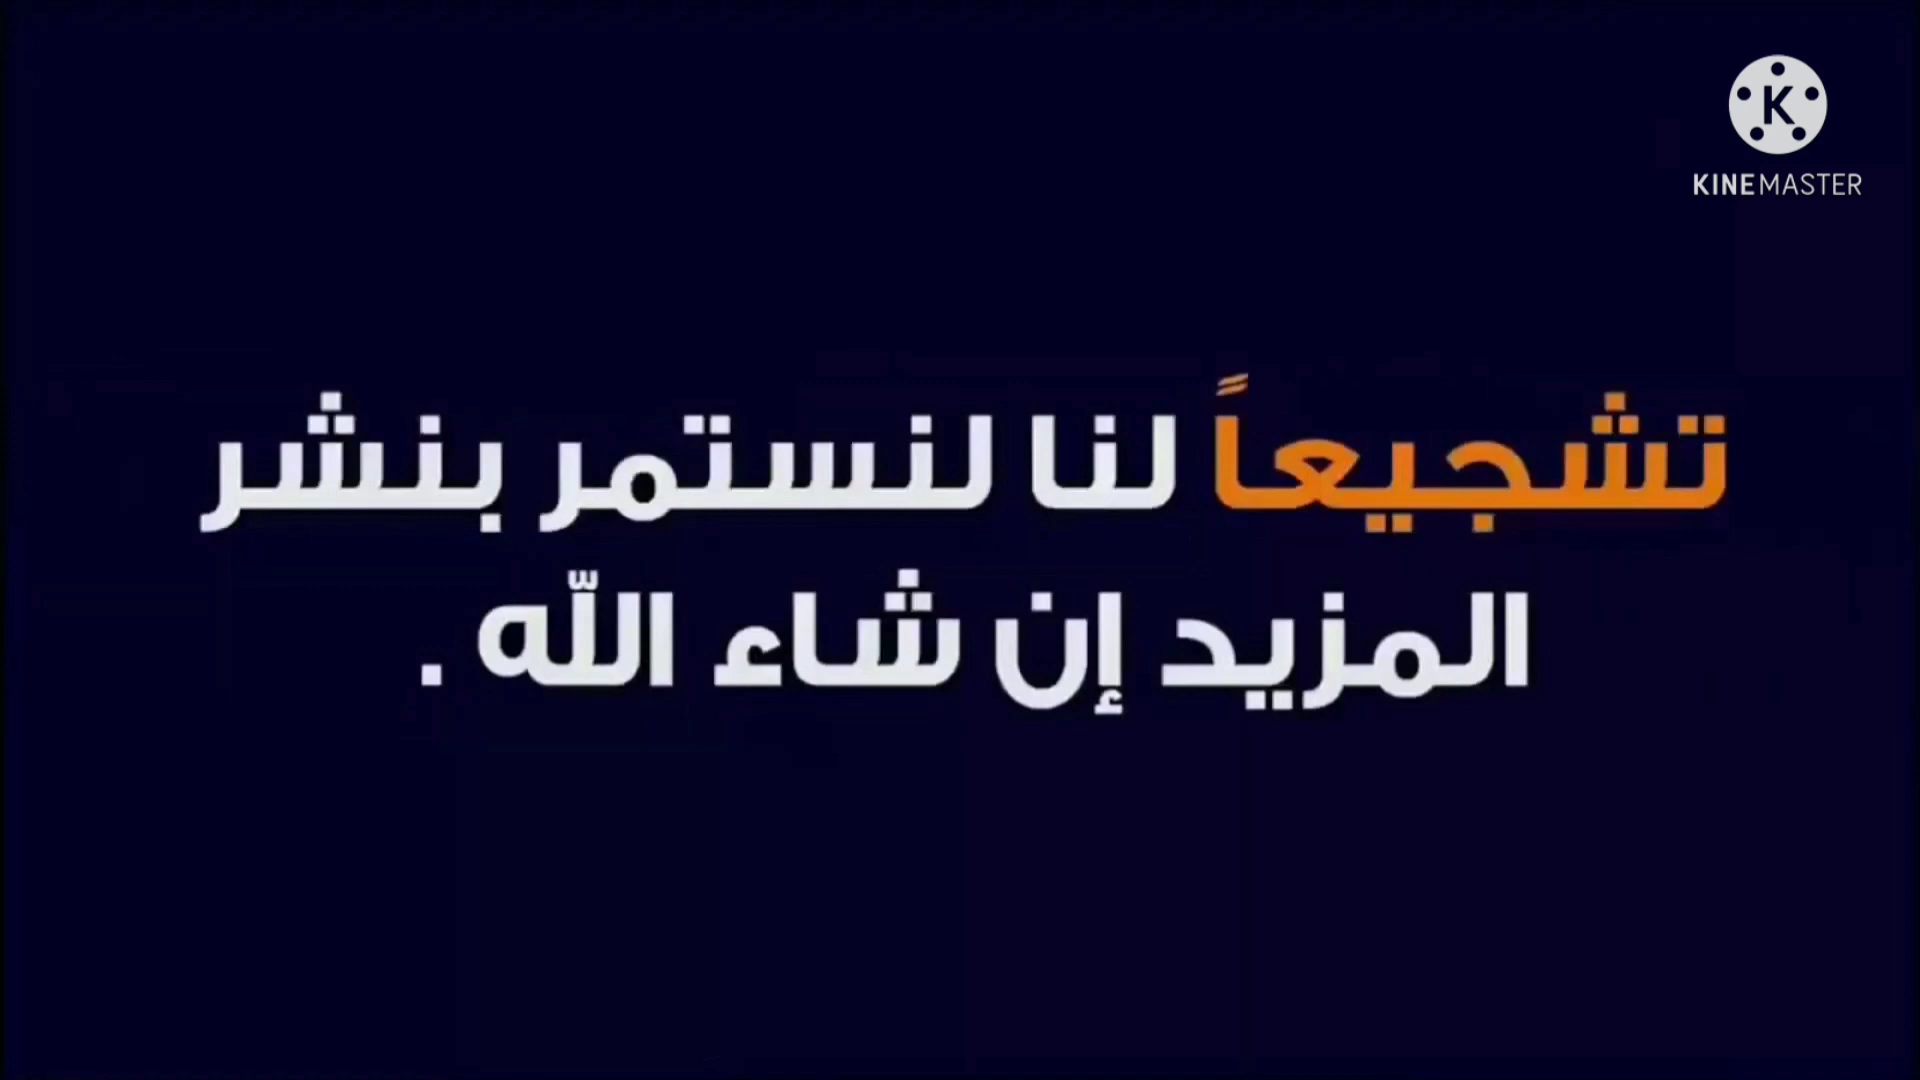 K
KINEMASTER
تشجيعاً لنا لنستمر بنشر
المزيد إن شاء اللّه .